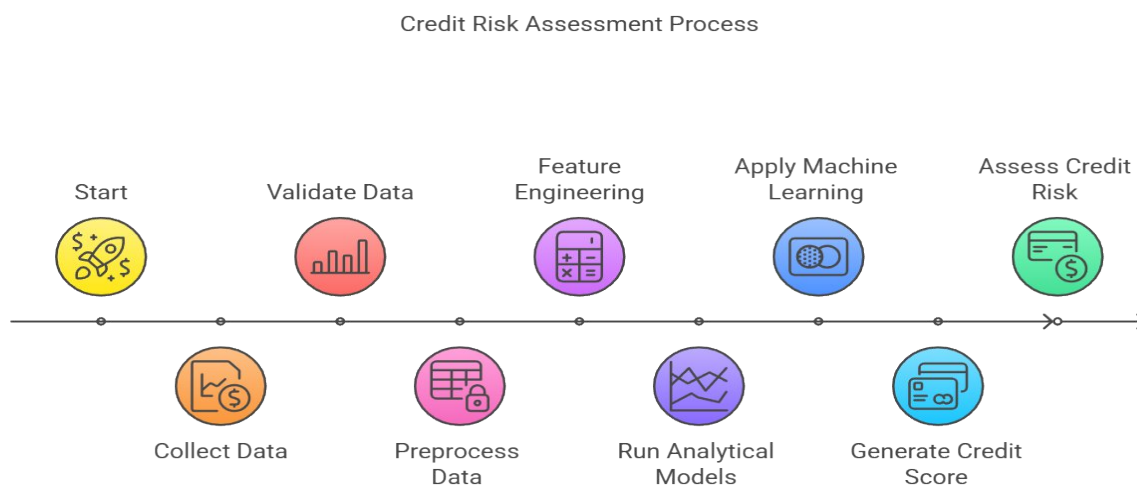 Credit Risk Assessment Process
Start
Collect Data
Validate Data
Preprocess
Data
Feature
Engineering
Run Analytical
Models
Apply Machine
Learning
Generate Credit
Score
Assess Credit
Risk